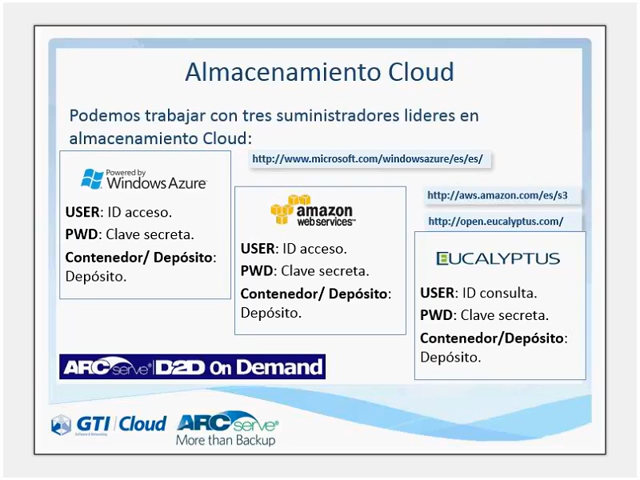 Almacenamiento Cloud
Podemos trabajar con tres suministradores lideres en
almacenamiento Cloud:
http://www.microsoft.com/windowsazure/es/es/
Powered by
Windows Azure
USER: ID acceso.
PWD: Clave secreta.
Contenedor/ Depósito:
Depósito.
http://aws.amazon.com/es/s3
amazon
webservices™
USER: ID acceso.
PWD: Clave secreta.
Contenedor/ Depósito:
Depósito.
http://open.eucalyptus.com/
EUCALYPTUS
USER: ID consulta.
PWD: Clave secreta.
Contenedor/Depósito:
Depósito.
ARCserve D2D On Demand
GTI Cloud
ARCserve
More than Backup